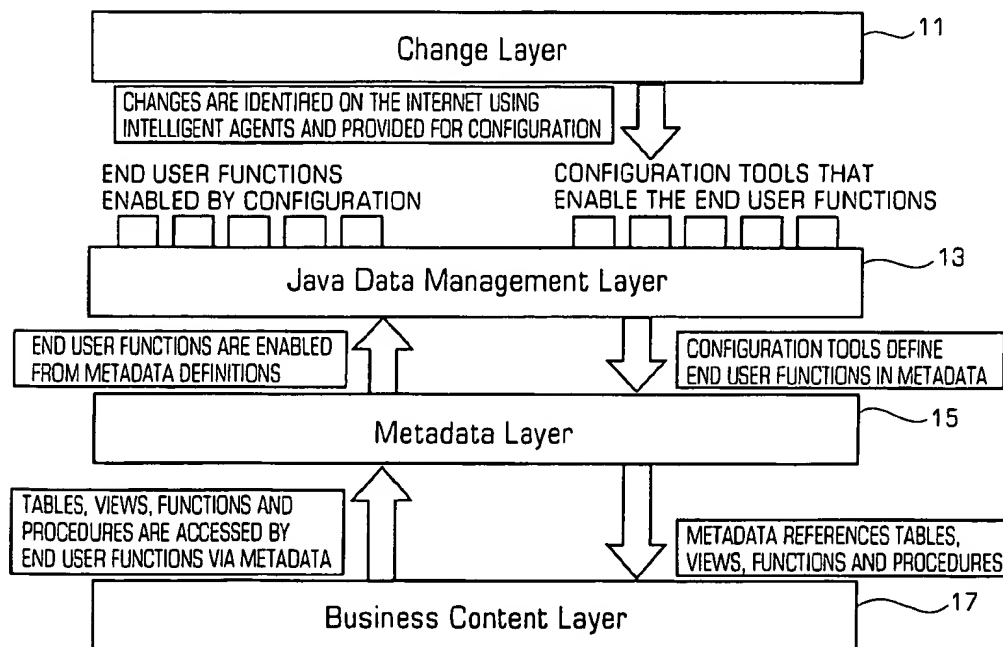 Change Layer
11
CHANGES ARE IDENTIRED ON THE INTERNET USING
INTELLIGENT AGENTS AND PROVIDED FOR CONFIGURATION
END USER FUNCTIONS
ENABLED BY CONFIGURATION
CONFIGURATION TOOLS THAT
ENABLE THE END USER FUNCTIONS
Java Data Management Layer
13
END USER FUNCTIONS ARE ENABLED
FROM METADATA DEFINITIONS
CONFIGURATION TOOLS DEFINE
END USER FUNCTIONS IN METADATA
Metadata Layer
15
TABLES, VIEWS, FUNCTIONS AND
PROCEDURES ARE ACCESSED BY
END USER FUNCTIONS VIA METADATA
METADATA REFERENCES TABLES,
VIEWS, FUNCTIONS AND PROCEDURES
Business Content Layer
17